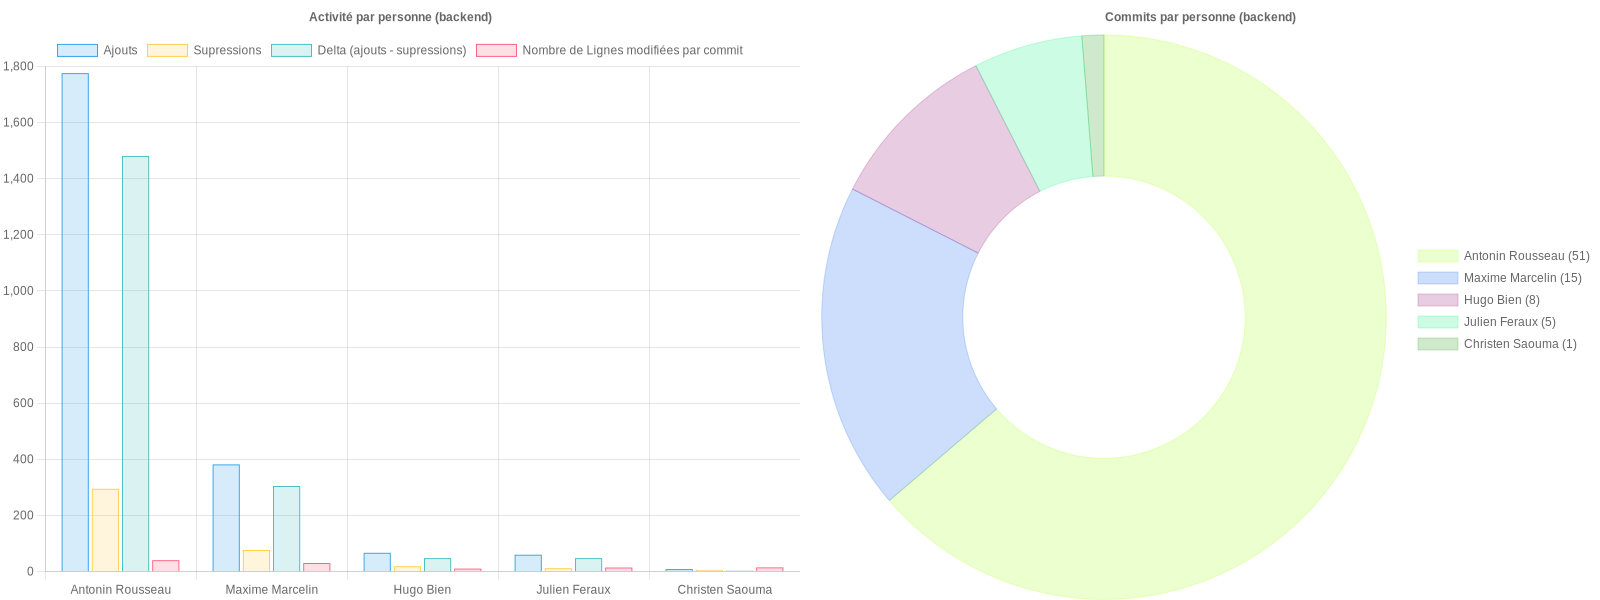 Activité par personne (backend)
Ajouts Supressions Delta (ajouts - supressions) Nombre de Lignes modifiées par commit
1,800
1,600
1,400
1,200
1,000
800
600
400
200
0
Antonin Rousseau Maxime Marcelin Hugo Bien Julien Feraux Christen Saouma
Commits par personne (backend)
Antonin Rousseau (51)
Maxime Marcelin (15)
Hugo Bien (8)
Julien Feraux (5)
Christen Saouma (1)